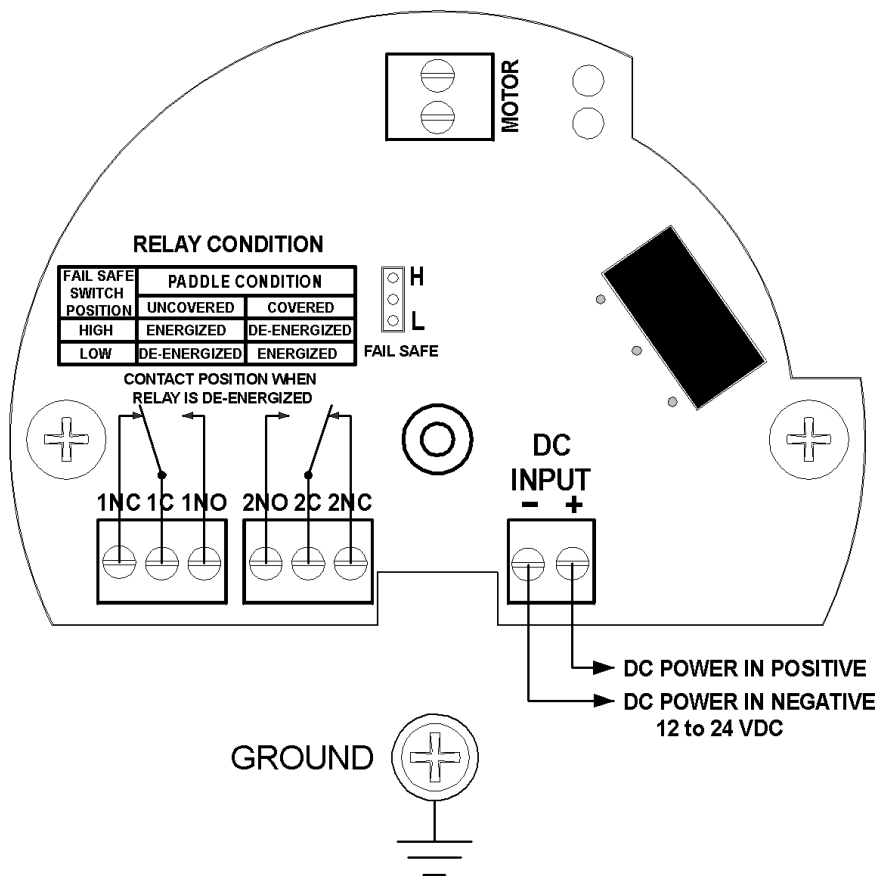 MOTOR
RELAY CONDITION
FAIL SAFE
SWITCH
POSITION
PADDLE CONDITION
UNCOVERED COVERED
HIGH ENERGIZED DE-ENERGIZED
LOW DE-ENERGIZED ENERGIZED
H
L
FAIL SAFE
CONTACT POSITION WHEN
RELAY IS DE-ENERGIZED
1NC 1C 1NO 2NO 2C 2NC
DC
INPUT
- +
DC POWER IN POSITIVE
DC POWER IN NEGATIVE
12 to 24 VDC
GROUND